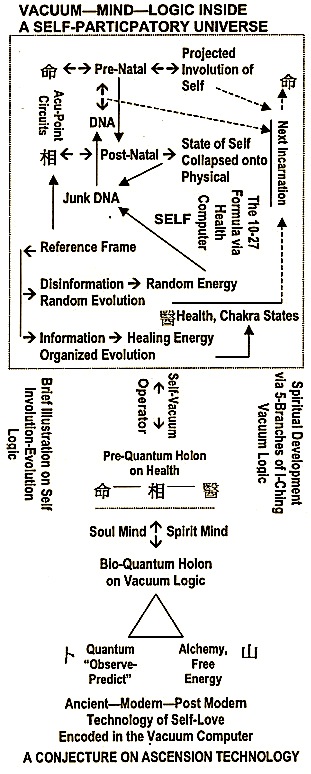 VACUUM—MIND—LOGIC INSIDE
A SELF-PARTICPATORY UNIVERSE
命
Pre-Natal
Projected
Involution of
Self
命
Acu-Point
Circuits
DNA
相
Post-Natal
State of Self
Collapsed onto
Physical
Next Incarnation
Junk DNA
SELF
The 10-27
Formula via
Health
Computer
Reference Frame
Disinformation
Random Energy
Random Evolution
醫Health, Chakra States
Information
Healing Energy
Organized Evolution
Brief Illustration on Self
Involution-Evolution
Logic
Self-Vacuum
Operator
Spiritual Development
via 5-Branches of I-Ching
Vacuum Logic
Pre-Quantum Holon
on Health
命 — 相 — 醫
Soul Mind
Spirit Mind
Bio-Quantum Holon
on Vacuum Logic
卜
Quantum
"Observe-
Predict"
Alchemy,
Free
Energy
山
Ancient—Modern—Post Modern
Technology of Self-Love
Encoded in the Vacuum Computer
A CONJECTURE ON ASCENSION TECHNOLOGY